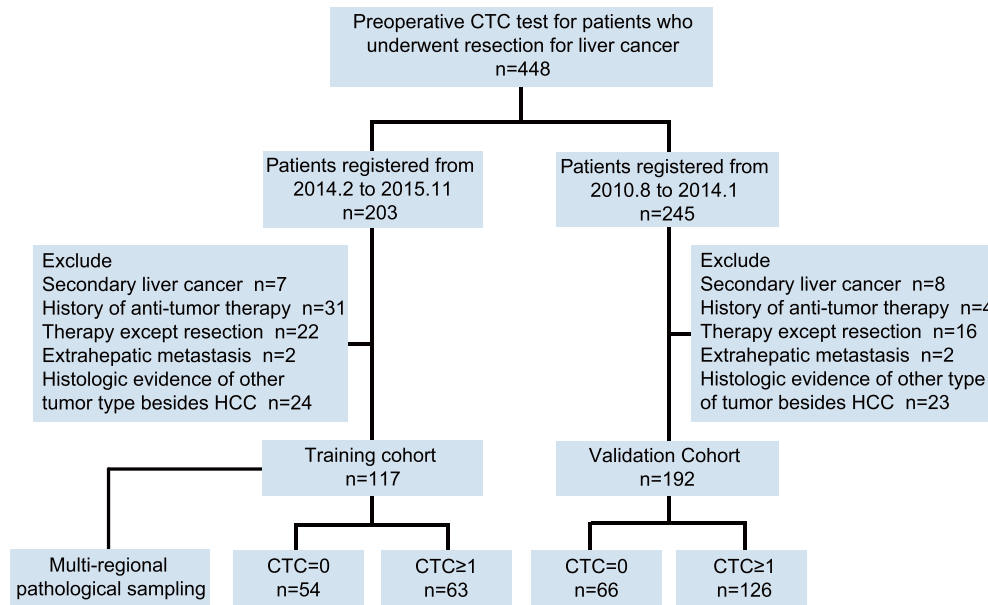 Preoperative CTC test for patients who
underwent resection for liver cancer
n=448
Patients registered from
2014.2 to 2015.11
n=203
Patients registered from
2010.8 to 2014.1
n=245
Exclude
Secondary liver cancer n=7
History of anti-tumor therapy n=31
Therapy except resection n=22
Extrahepatic metastasis n=2
Histologic evidence of other
tumor type besides HCC n=24
Exclude
Secondary liver cancer n=8
History of anti-tumor therapy n=4
Therapy except resection n=16
Extrahepatic metastasis n=2
Histologic evidence of other type
of tumor besides HCC n=23
Training cohort
n=117
Validation Cohort
n=192
Multi-regional
pathological sampling
CTC=0
n=54
CTC≥1
n=63
CTC=0
n=66
CTC≥1
n=126